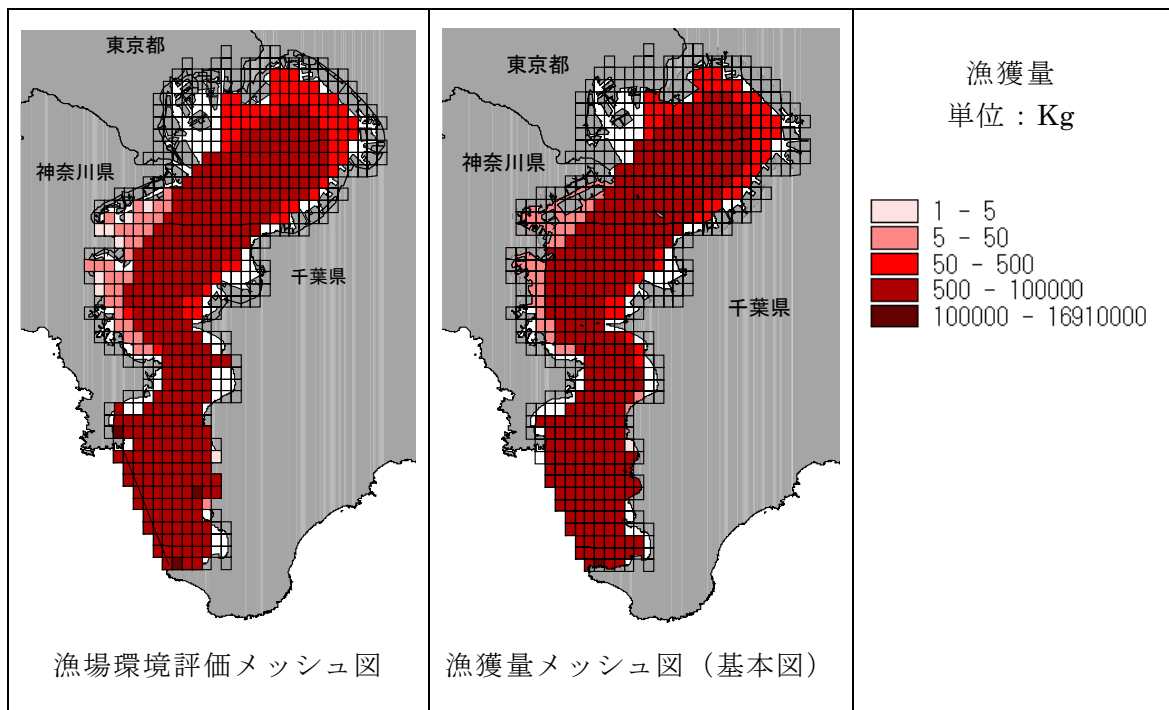 東京都
神奈川県
千葉県
漁場環境評価メッシュ図
東京都
神奈川県
千葉県
漁獲量メッシュ図（基本図）
漁獲量
単位：Kg
1 - 5
5 - 50
50 - 500
500 - 100000
100000 - 16910000